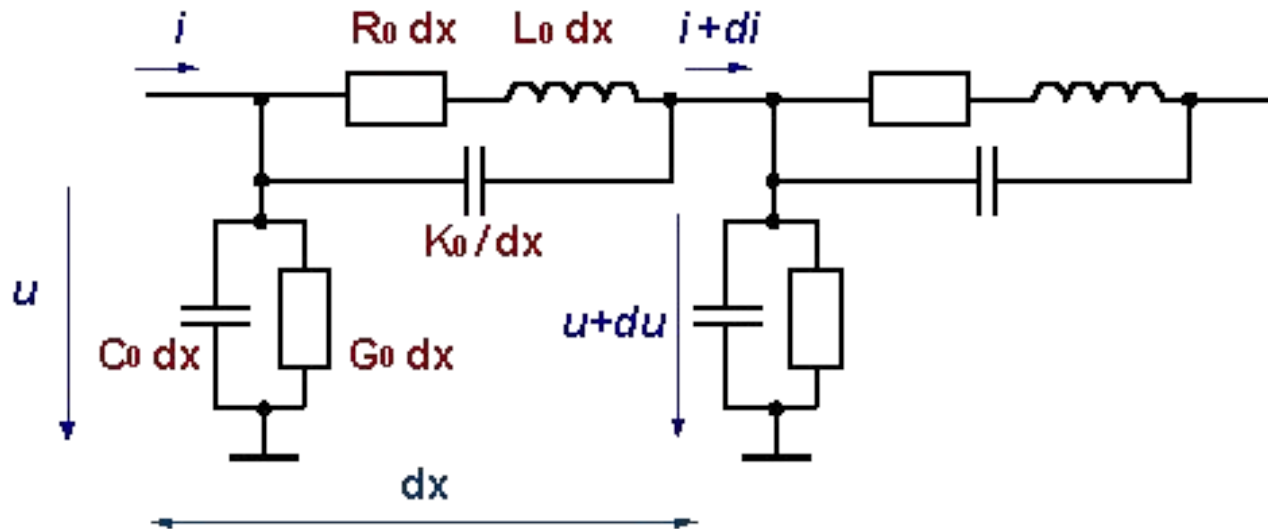 i R₀ dx L₀ dx i+di
K₀/dx
u u+du
C₀ dx G₀ dx
dx